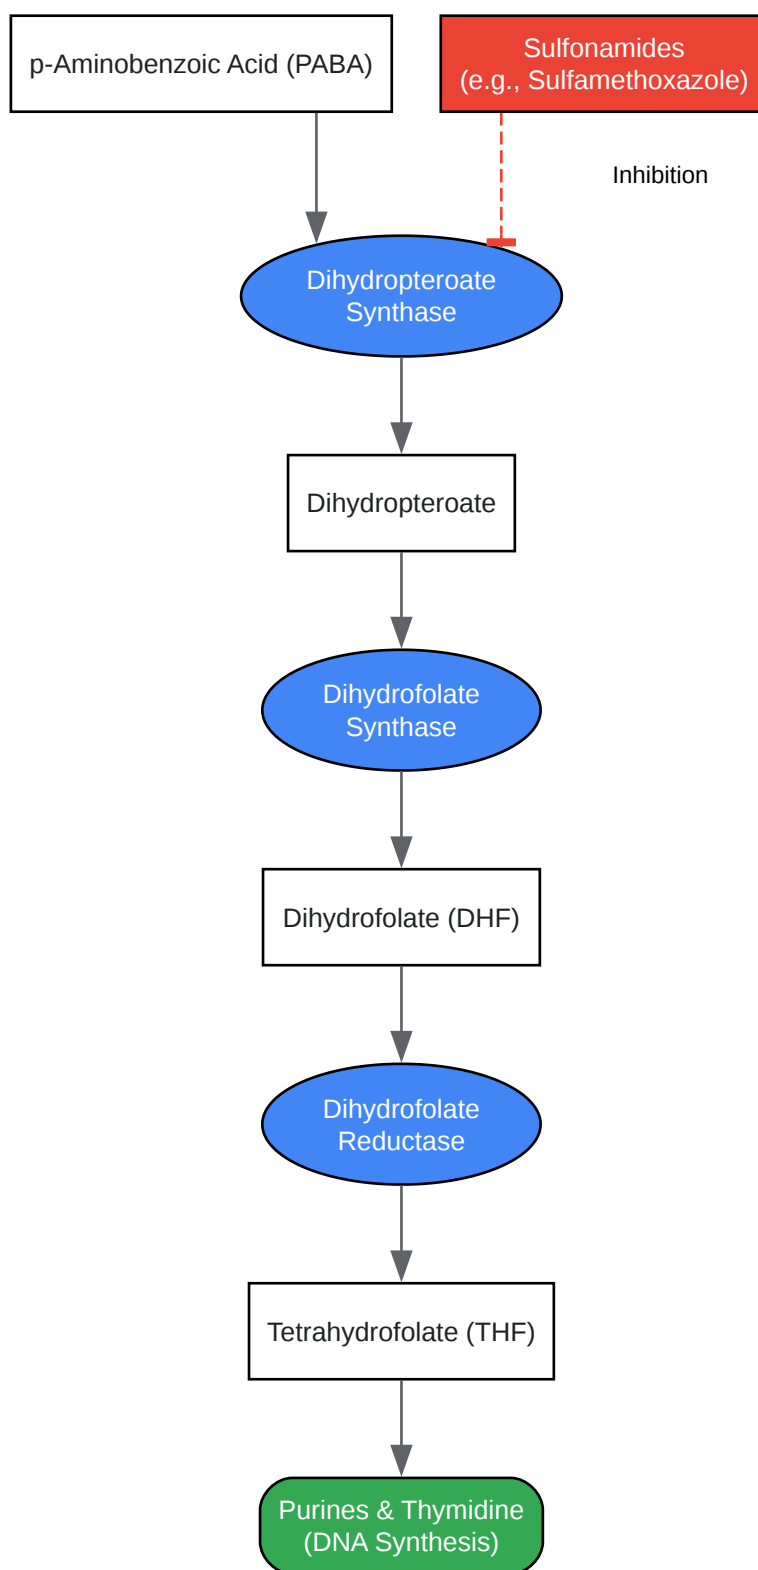 p-Aminobenzoic Acid (PABA)
Sulfonamides
(e.g., Sulfamethoxazole)
Inhibition
Dihydropteroate
Synthase
Dihydropteroate
Dihydrofolate
Synthase
Dihydrofolate (DHF)
Dihydrofolate
Reductase
Tetrahydrofolate (THF)
Purines & Thymidine
(DNA Synthesis)